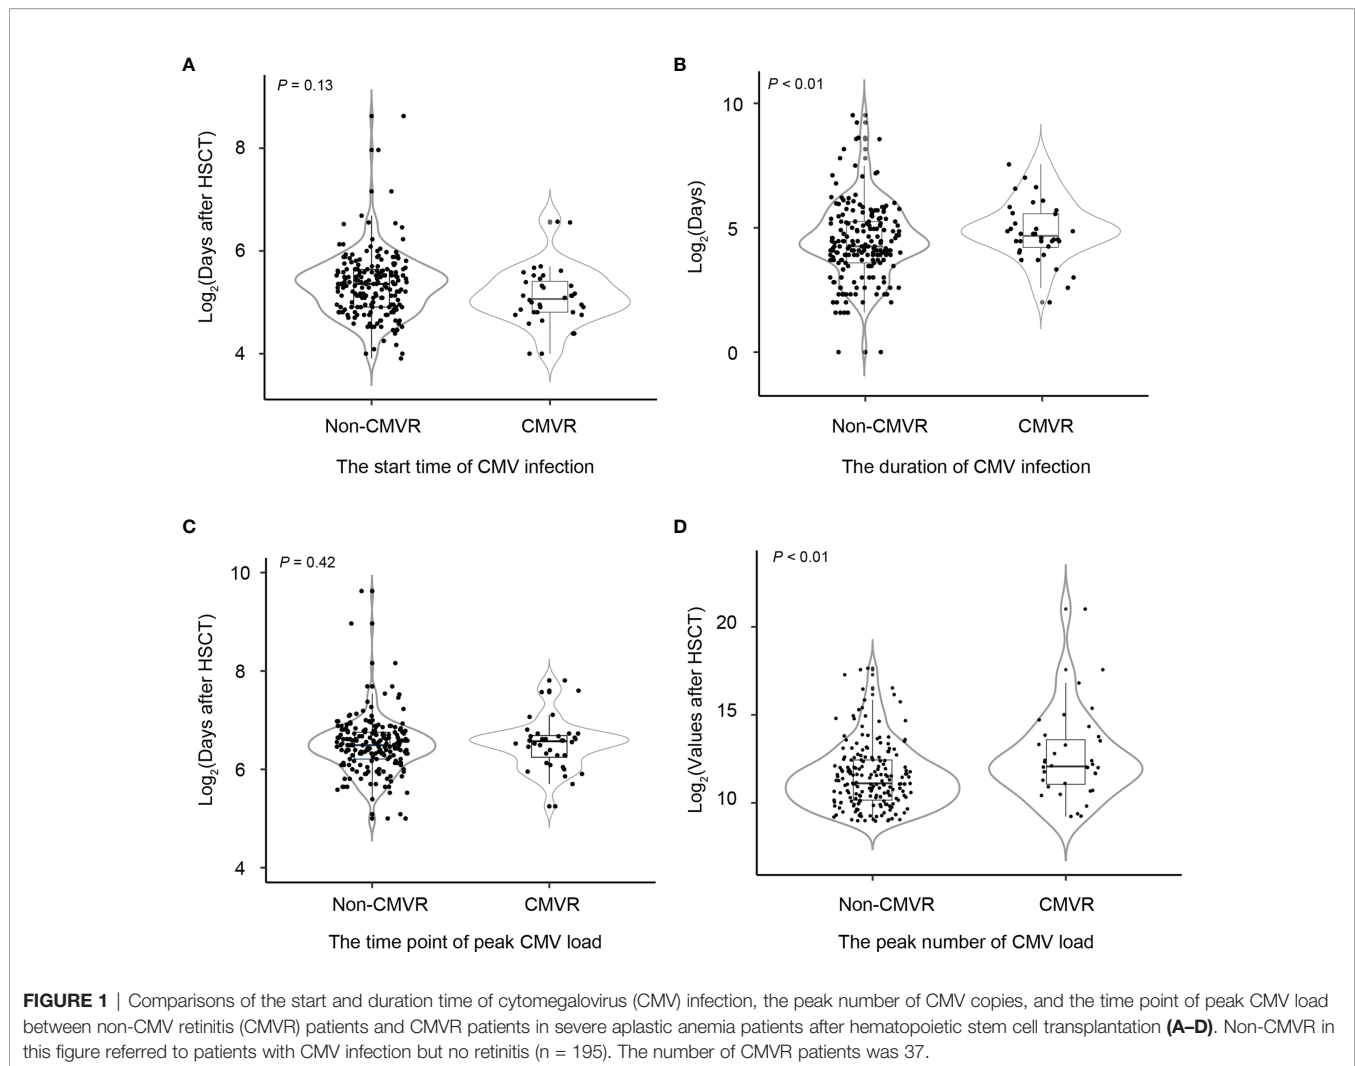 A
P = 0.13
Log2(Days after HSCT)
8
6
4
Non-CMVR CMVR
The start time of CMV infection
B
P < 0.01
Log2(Days)
10
5
0
Non-CMVR CMVR
The duration of CMV infection
C
P = 0.42
Log2(Days after HSCT)
10
8
6
4
Non-CMVR CMVR
The time point of peak CMV load
D
P < 0.01
Log2(Values after HSCT)
20
15
10
Non-CMVR CMVR
The peak number of CMV load
FIGURE 1 | Comparisons of the start and duration time of cytomegalovirus (CMV) infection, the peak number of CMV copies, and the time point of peak CMV load
between non-CMV retinitis (CMVR) patients and CMVR patients in severe aplastic anemia patients after hematopoietic stem cell transplantation (A–D). Non-CMVR in
this figure referred to patients with CMV infection but no retinitis (n = 195). The number of CMVR patients was 37.